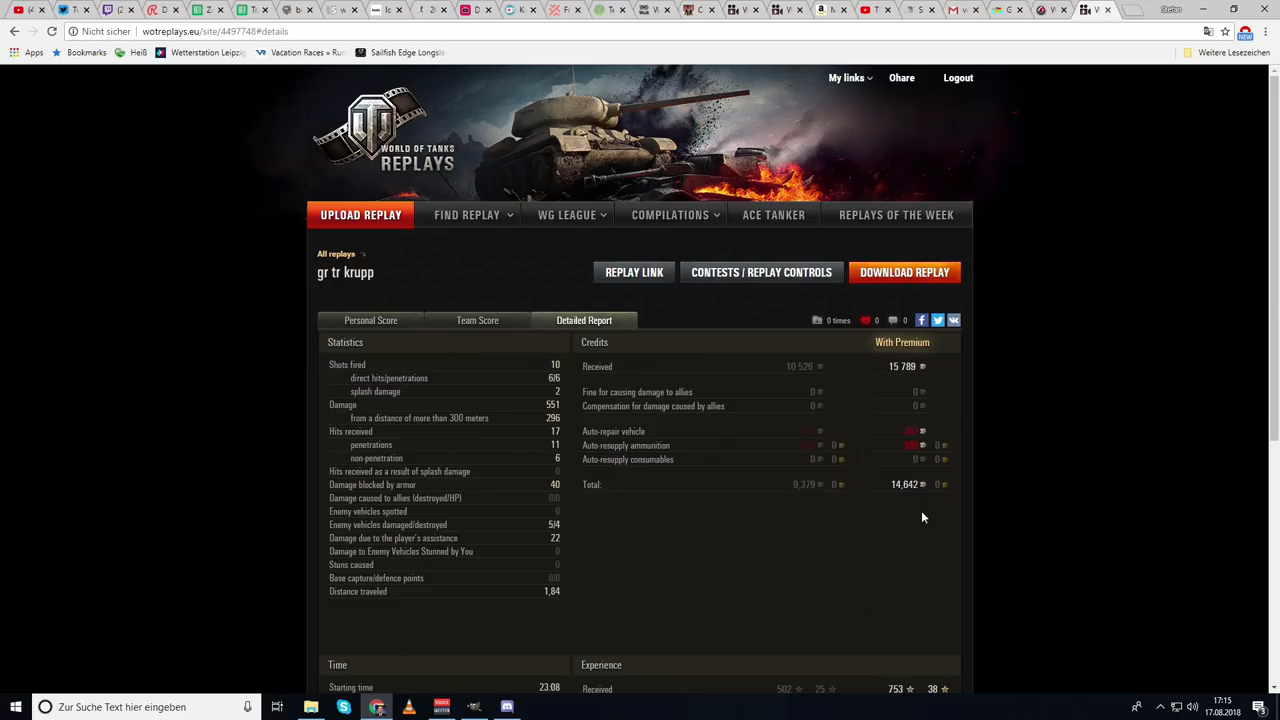 Nicht sicher wotreplays.eu/site/4497748#details
Apps Bookmarks Heiß Wetterstation Leipzig Vacation Races » Run Sailfish Edge Longsle Weitere Lesezeichen
My links Ohare Logout
WORLD OF TANKS
REPLAYS
UPLOAD REPLAY FIND REPLAY WG LEAGUE COMPILATIONS ACE TANKER REPLAYS OF THE WEEK
All replays
gr tr krupp
REPLAY LINK CONTESTS / REPLAY CONTROLS DOWNLOAD REPLAY
Personal Score Team Score Detailed Report 0 times 0 0
Statistics Credits With Premium
Shots fired 10 Received 10 526 15 789
direct hits/penetrations 6/6
splash damage 2 Fine for causing damage to allies 0 0
Damage 551 Compensation for damage caused by allies 0 0
from a distance of more than 300 meters 296
Hits received 17 Auto-repair vehicle
penetrations 11 Auto-resupply ammunition 0 0
non-penetration 6 Auto-resupply consumables 0 0 0 0
Hits received as a result of splash damage 0
Damage blocked by armor 40 Total: 9,379 0 14,642 0
Damage caused to allies (destroyed/HP) 0/0
Enemy vehicles spotted 0
Enemy vehicles damaged/destroyed 5/4
Damage due to the player's assistance 22
Damage to Enemy Vehicles Stunned by You 0
Stuns caused 0
Base capture/defence points 0/0
Distance traveled 1,84
Time Experience
Starting time 23:08 Received 502 25 753 38
Zur Suche Text hier eingeben 17:15
17.08.2018